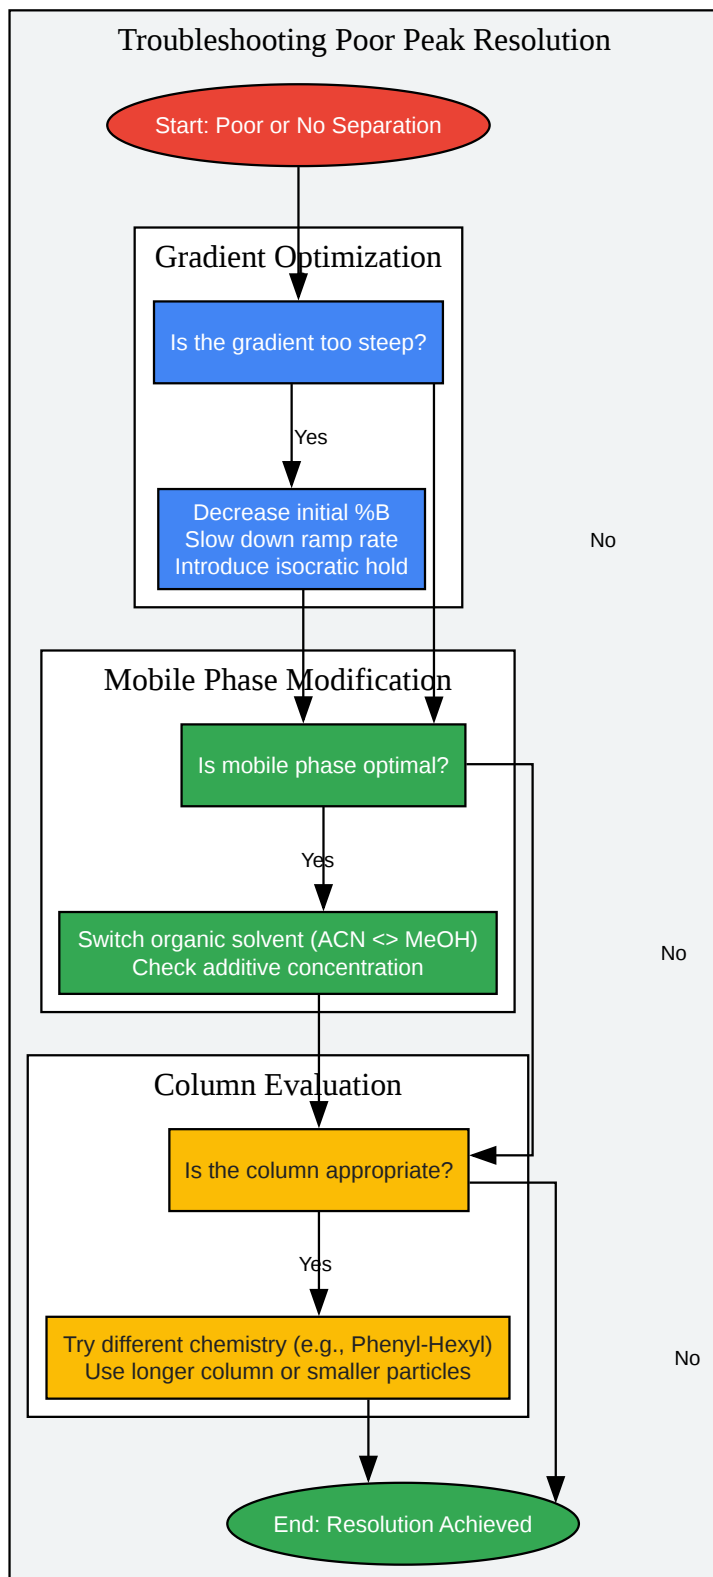 Troubleshooting Poor Peak Resolution
Start: Poor or No Separation
Gradient Optimization
Is the gradient too steep?
Yes
Decrease initial %B
Slow down ramp rate
Introduce isocratic hold
No
Mobile Phase Modification
Is mobile phase optimal?
Yes
Switch organic solvent (ACN <> MeOH)
Check additive concentration
No
Column Evaluation
Is the column appropriate?
Yes
Try different chemistry (e.g., Phenyl-Hexyl)
Use longer column or smaller particles
No
End: Resolution Achieved